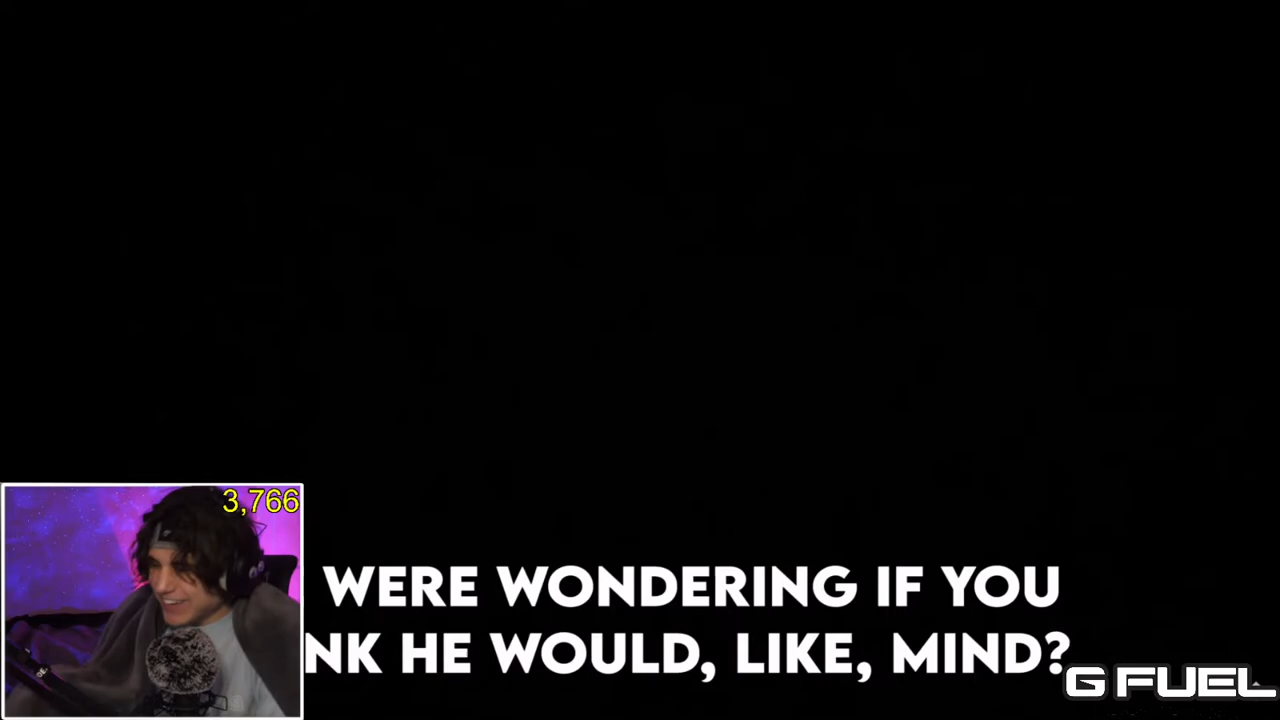 3,766
WERE WONDERING IF YOU
NK HE WOULD, LIKE, MIND?
G FUEL